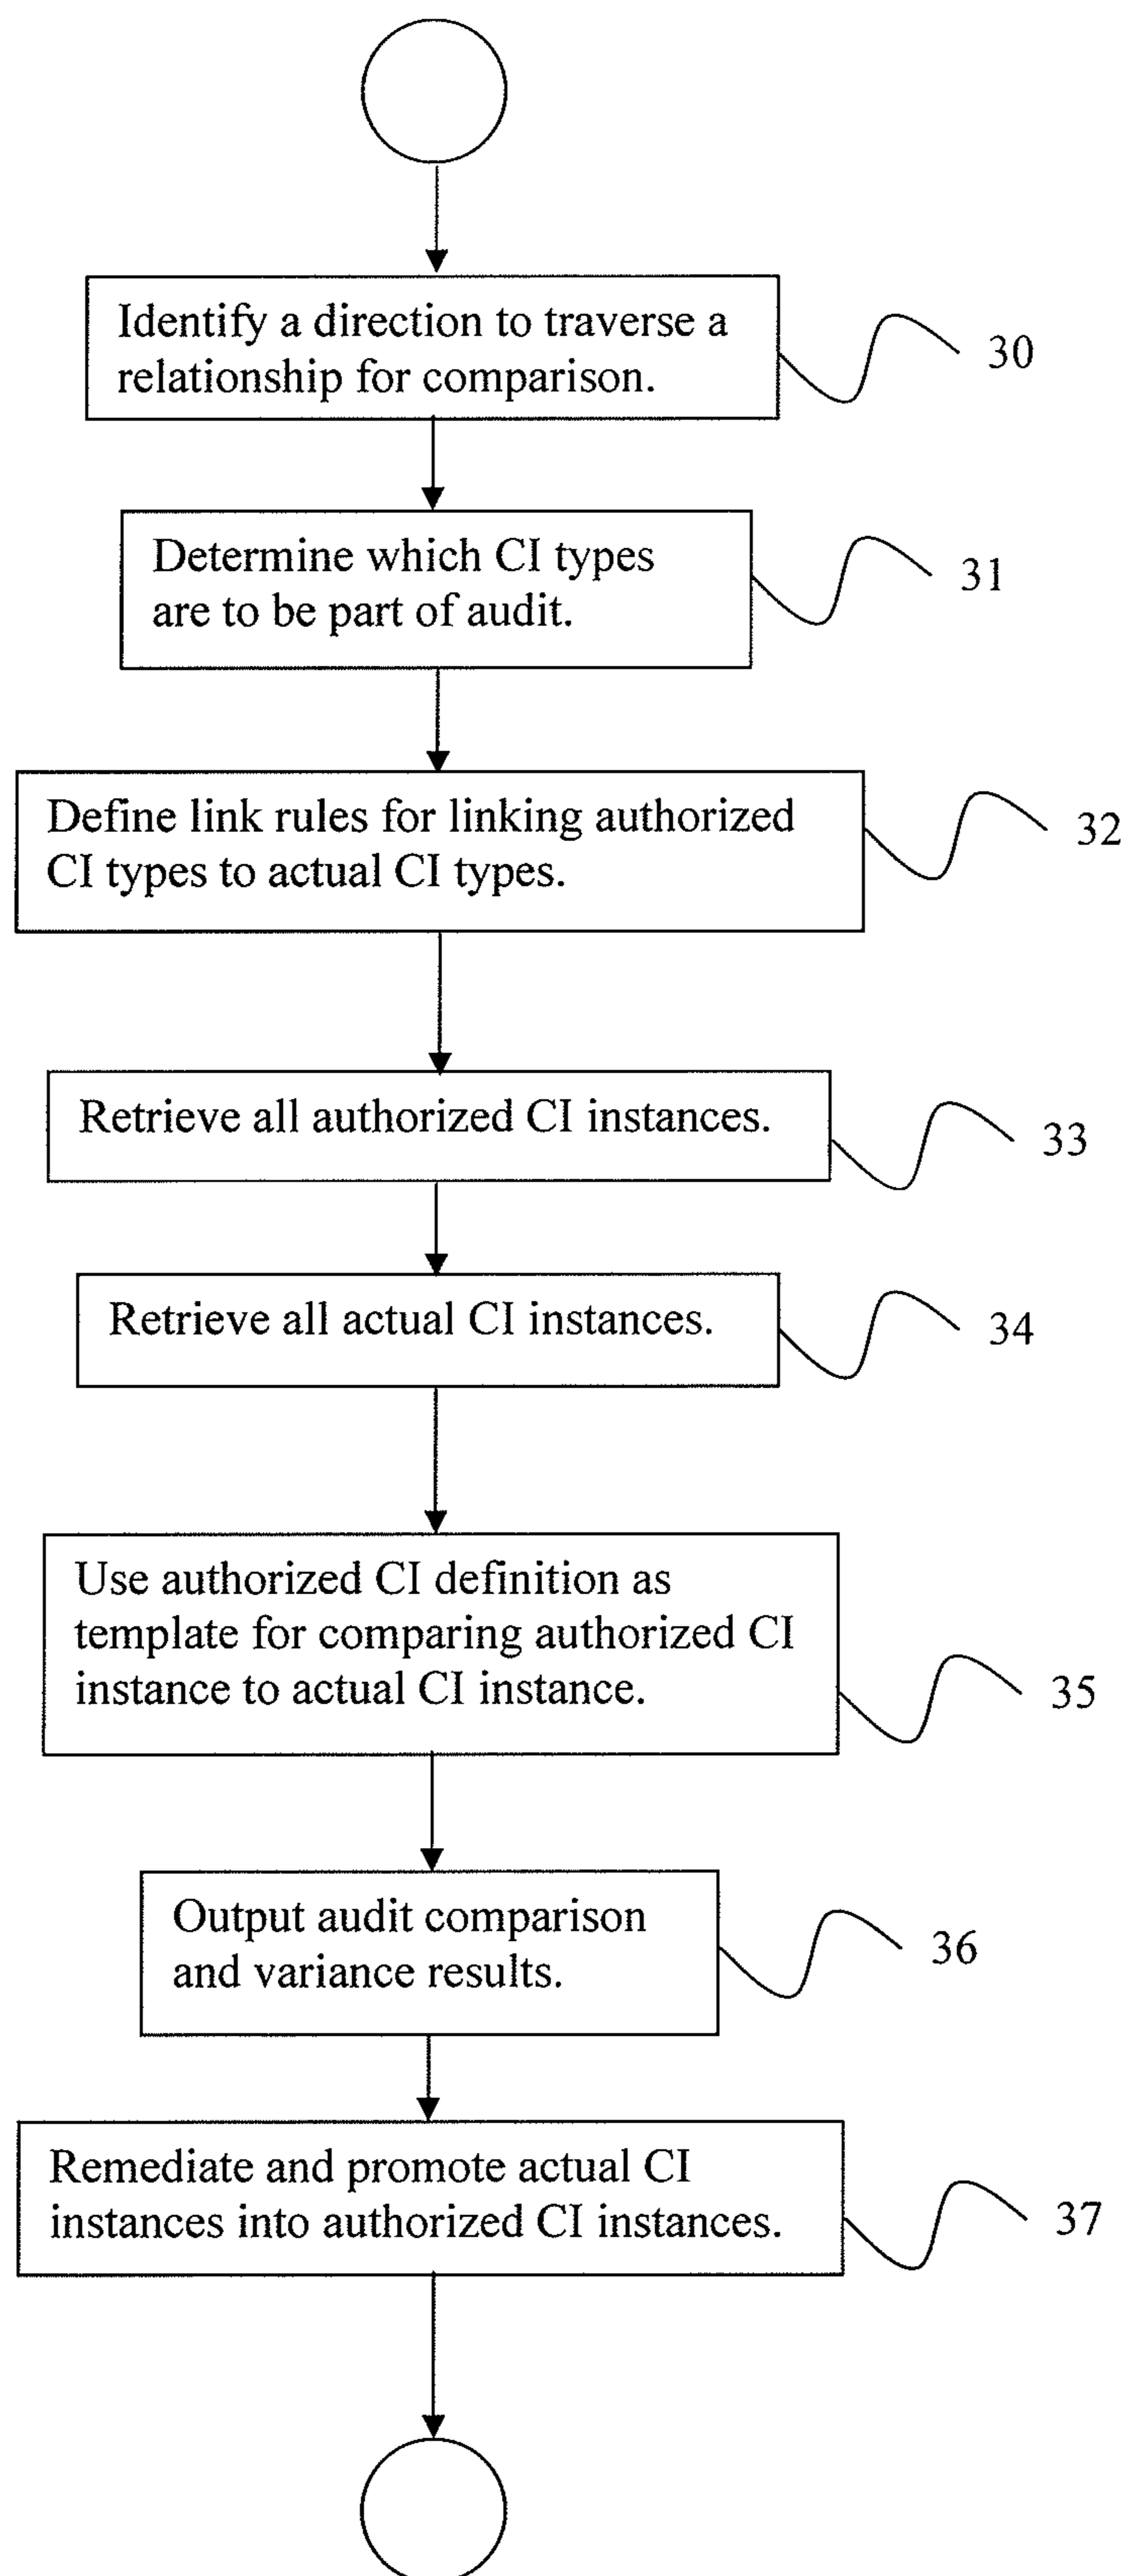 Identify a direction to traverse a
relationship for comparison.
30
Determine which CI types
are to be part of audit.
31
Define link rules for linking authorized
CI types to actual CI types.
32
Retrieve all authorized CI instances.
33
Retrieve all actual CI instances.
34
Use authorized CI definition as
template for comparing authorized CI
instance to actual CI instance.
35
Output audit comparison
and variance results.
36
Remediate and promote actual CI
instances into authorized CI instances.
37